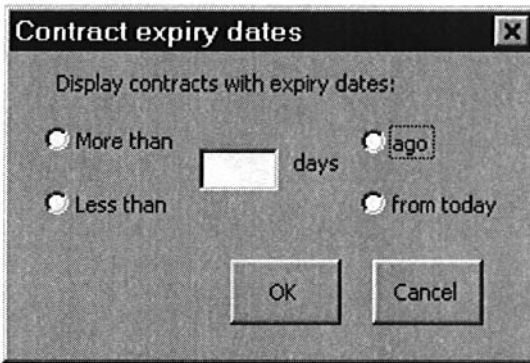 Contract expiry dates
Display contracts with expiry dates:
More than
days
ago
Less than
from today
OK
Cancel